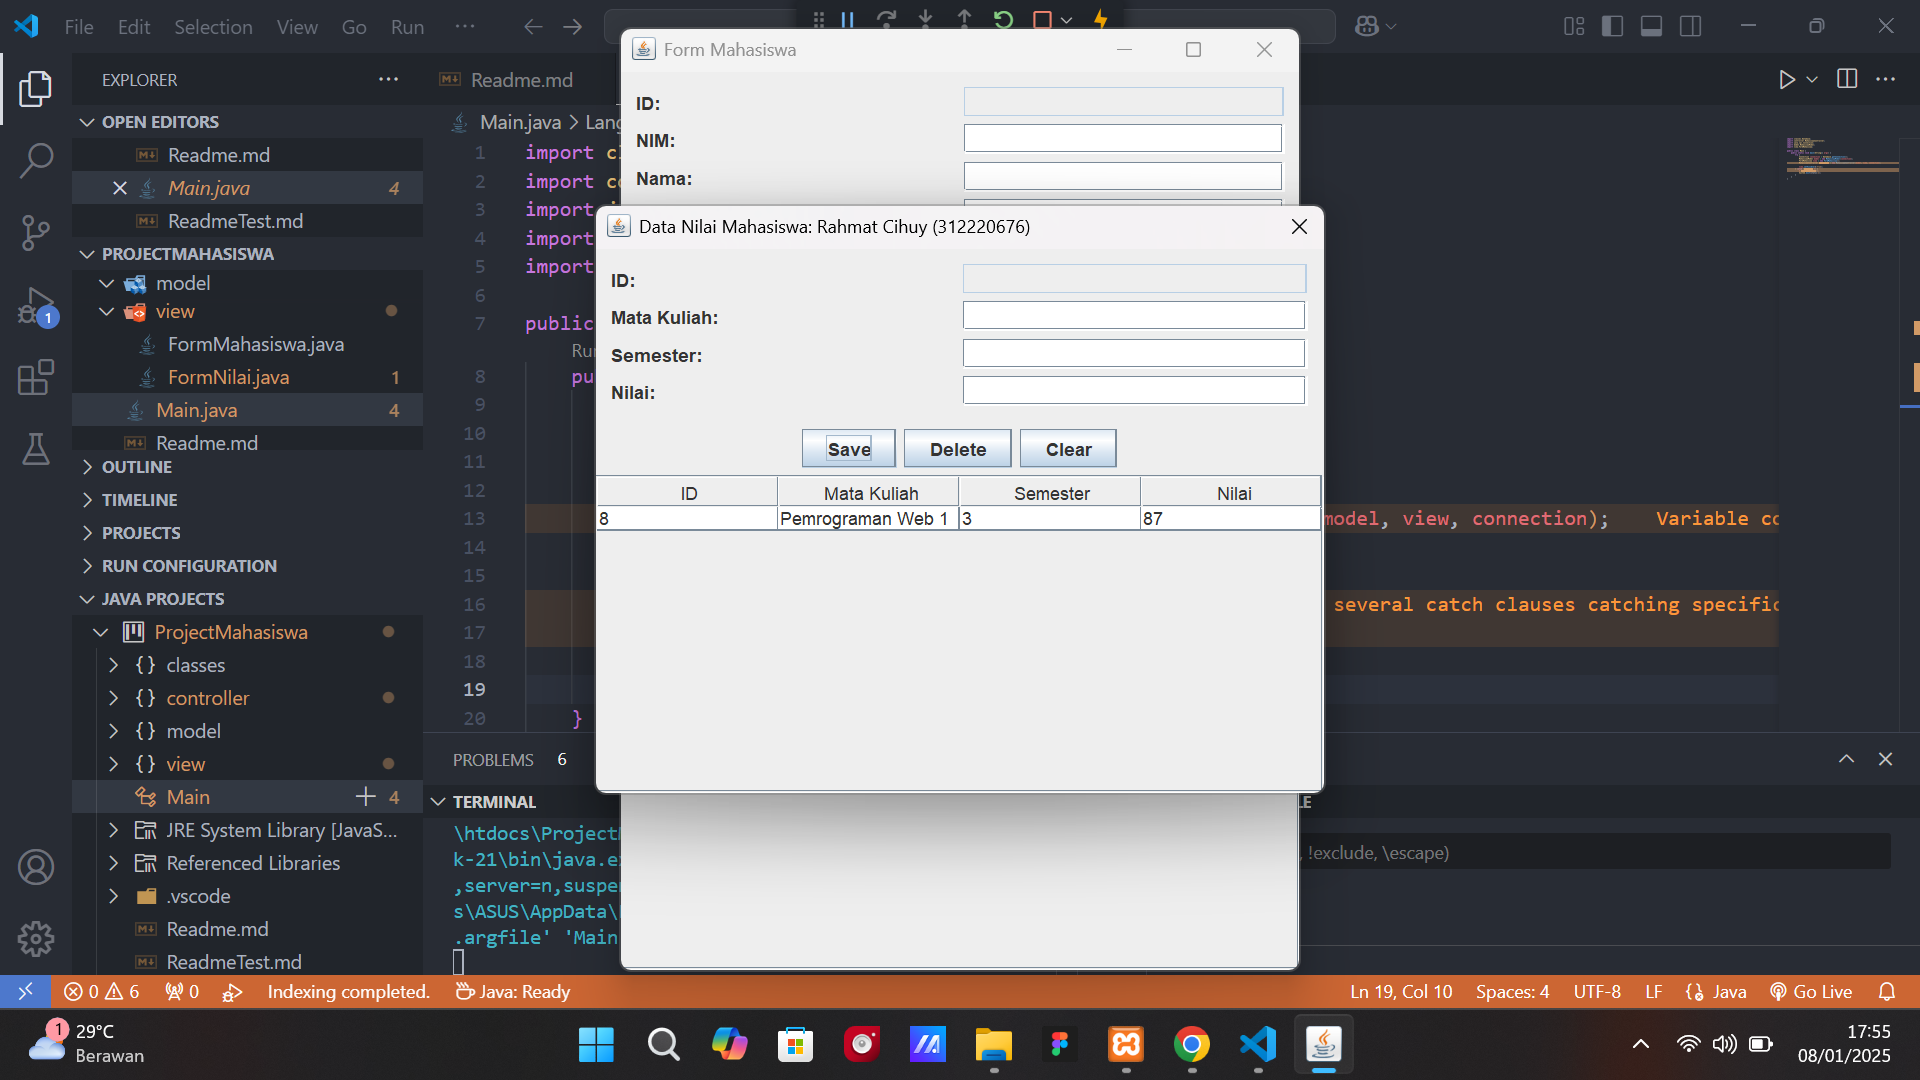 File Edit Selection View Go Run
Form Mahasiswa
EXPLORER
Readme.md
ID:
NIM:
Nama:
OPEN EDITORS
Readme.md
Main.java 4
ReadmeTest.md
PROJECTMAHASISWA
model
view
FormMahasiswa.java
FormNilai.java 1
Main.java 4
Readme.md
OUTLINE
TIMELINE
PROJECTS
RUN CONFIGURATION
JAVA PROJECTS
ProjectMahasiswa
{} classes
{} controller
{} model
{} view
Main 4
JRE System Library [JavaS...
Referenced Libraries
.vscode
Readme.md
ReadmeTest.md
Main.java > Lang
1 import c
2 import co
3
4 import
5 import
6
7 public
Ru
8 pu
9
10
11
12
13 model, view, connection); Variable co
14
15
16 several catch clauses catching specific
17
18
19
20 }
Data Nilai Mahasiswa: Rahmat Cihuy (312220676)
ID:
Mata Kuliah:
Semester:
Nilai:
Save Delete Clear
ID Mata Kuliah Semester Nilai
8 Pemrograman Web 1 3 87
PROBLEMS 6
TERMINAL
LE
\htdocs\Project
k-21\bin\java.e
,server=n,suspe
s\ASUS\AppData\
.argfile' 'Main
, !exclude, \escape)
0 6 0 Indexing completed. Java: Ready Ln 19, Col 10 Spaces: 4 UTF-8 LF Java Go Live
1
1
29°C
Berawan
17:55
08/01/2025